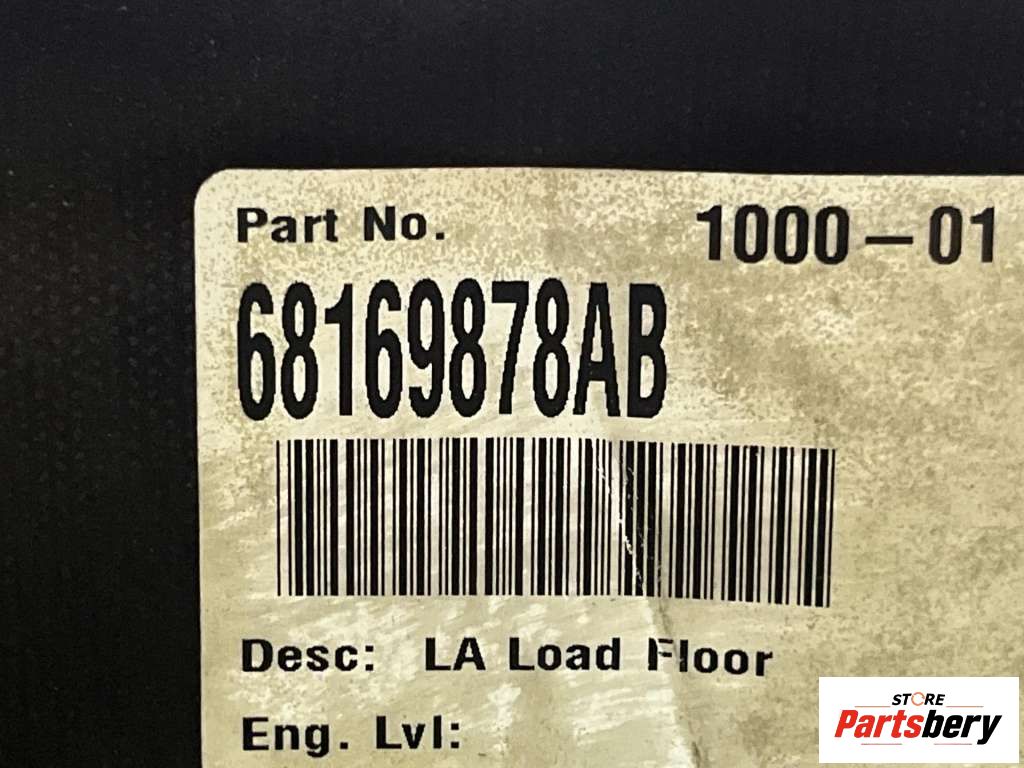 Part No. 1000-01
68169878AB
Desc: LA Load Floor
Eng. Lvl:
STORE
Partsbery